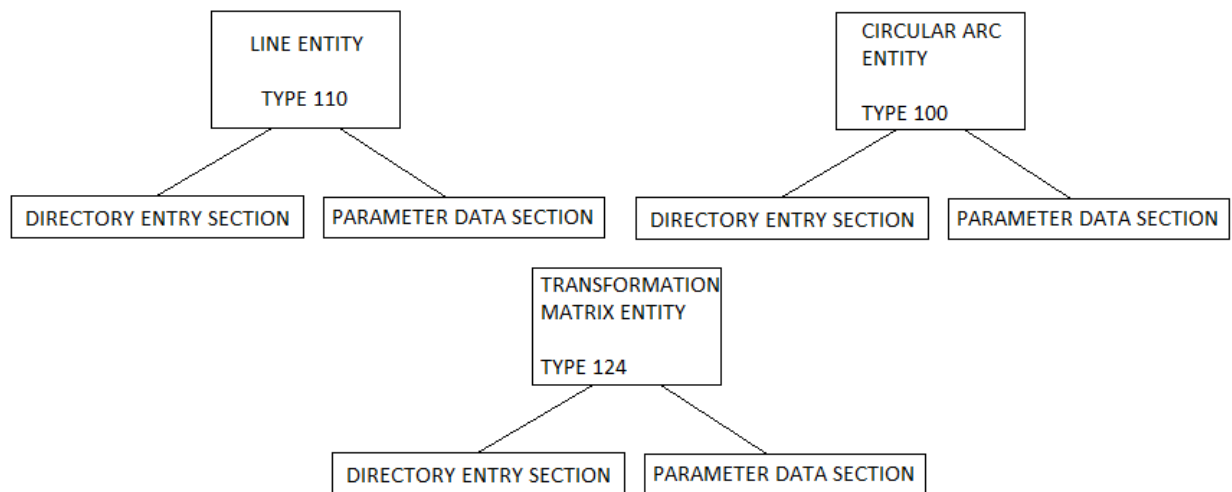 LINE ENTITY
TYPE 110
DIRECTORY ENTRY SECTION
PARAMETER DATA SECTION
CIRCULAR ARC
ENTITY
TYPE 100
DIRECTORY ENTRY SECTION
PARAMETER DATA SECTION
TRANSFORMATION
MATRIX ENTITY
TYPE 124
DIRECTORY ENTRY SECTION
PARAMETER DATA SECTION